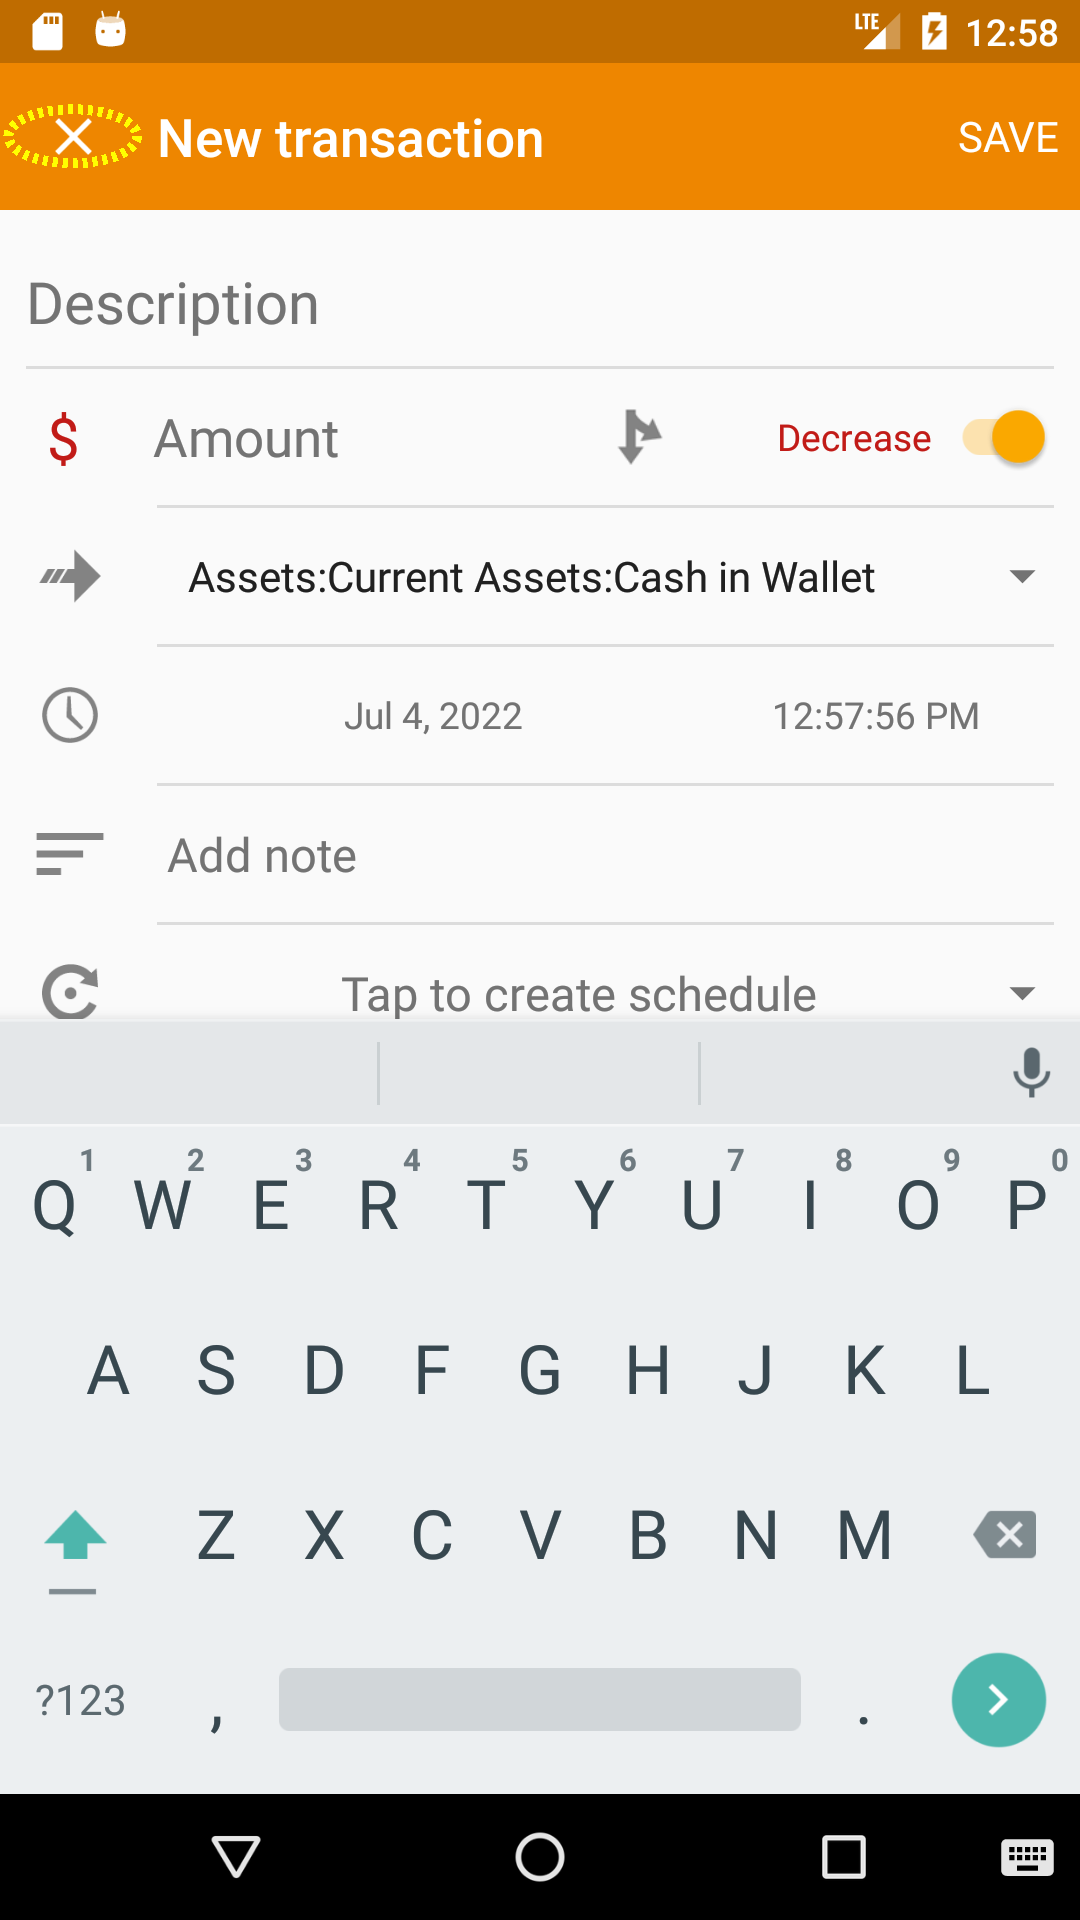 LTE 12:58
New transaction SAVE
Description
$ Amount Decrease
Assets:Current Assets:Cash in Wallet
Jul 4, 2022 12:57:56 PM
Add note
Tap to create schedule
1 2 3 4 5 6 7 8 9 0
Q W E R T Y U I O P
A S D F G H J K L
Z X C V B N M
?123 , .